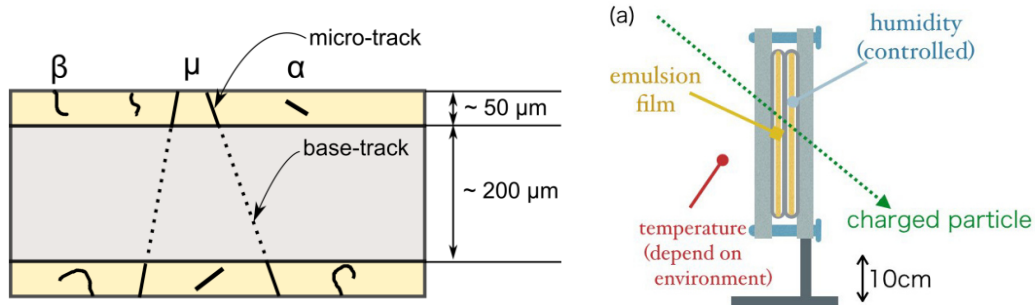 micro-track
β
μ
α
~ 50 μm
base-track
~ 200 μm
(a)
humidity
(controlled)
emulsion
film
charged particle
temperature
(depend on
environment)
10cm